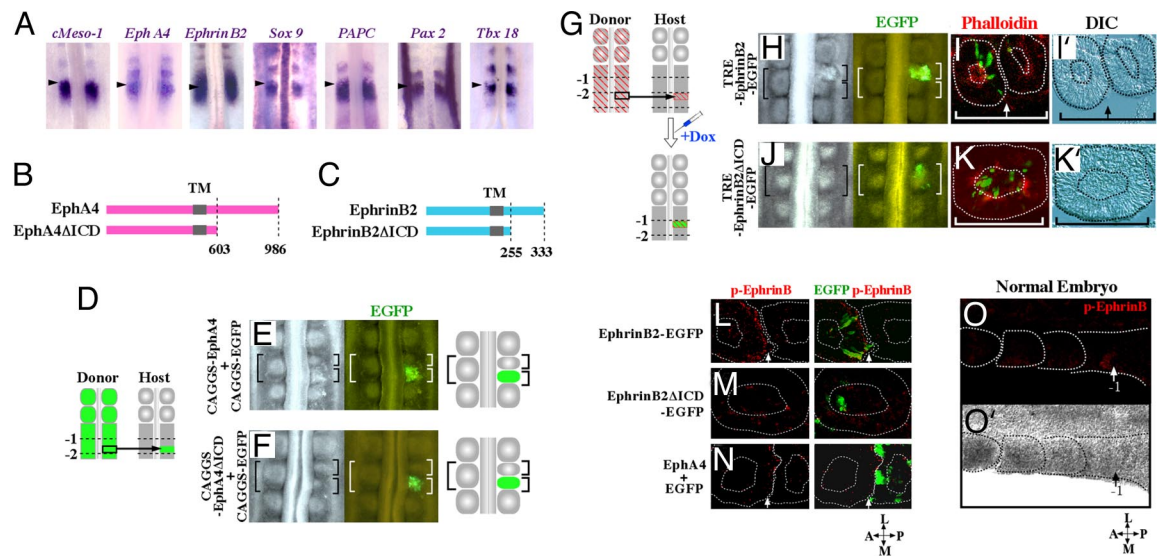 A
cMeso-1 Eph A4 Ephrin B2 Sox 9 PAPC Pax 2 Tbx 18
B
TM
EphA4
EphA4ΔICD
603 986
C
TM
EphrinB2
EphrinB2ΔICD
255 333
D
Donor Host
-1
-2
EGFP
E
CAGGS-EphA4
+
CAGGS-EGFP
F
CAGGS
-EphA4ΔICD
+
CAGGS-EGFP
G
Donor Host
-1
-2
+Dox
-1
-2
EGFP Phalloidin DIC
H
TRE
-EphrinB2
-EGFP
I
I'
J
TRE
-EphrinB2ΔICD
-EGFP
K
K'
p-EphrinB EGFP p-EphrinB
L
EphrinB2-EGFP
M
EphrinB2ΔICD
-EGFP
N
EphA4
+
EGFP
L
A P
M
Normal Embryo
O
p-EphrinB
-1
O'
-1
L
A P
M